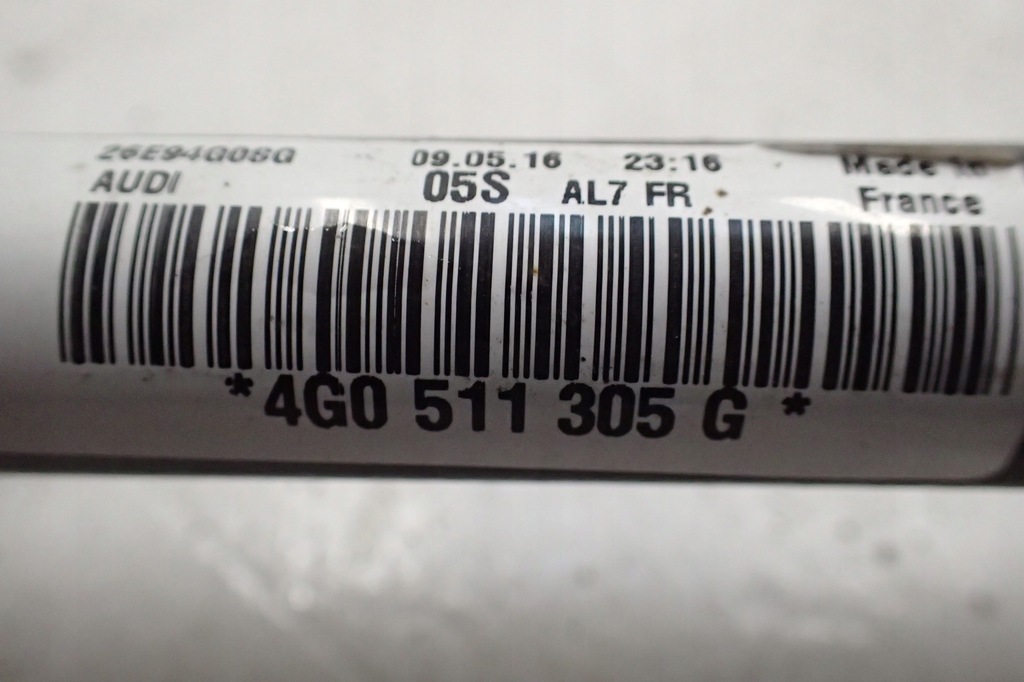 26E94G08G 09.05.16 23:16 Made in
AUDI 05S AL7 FR France
*4G0 511 305 G *